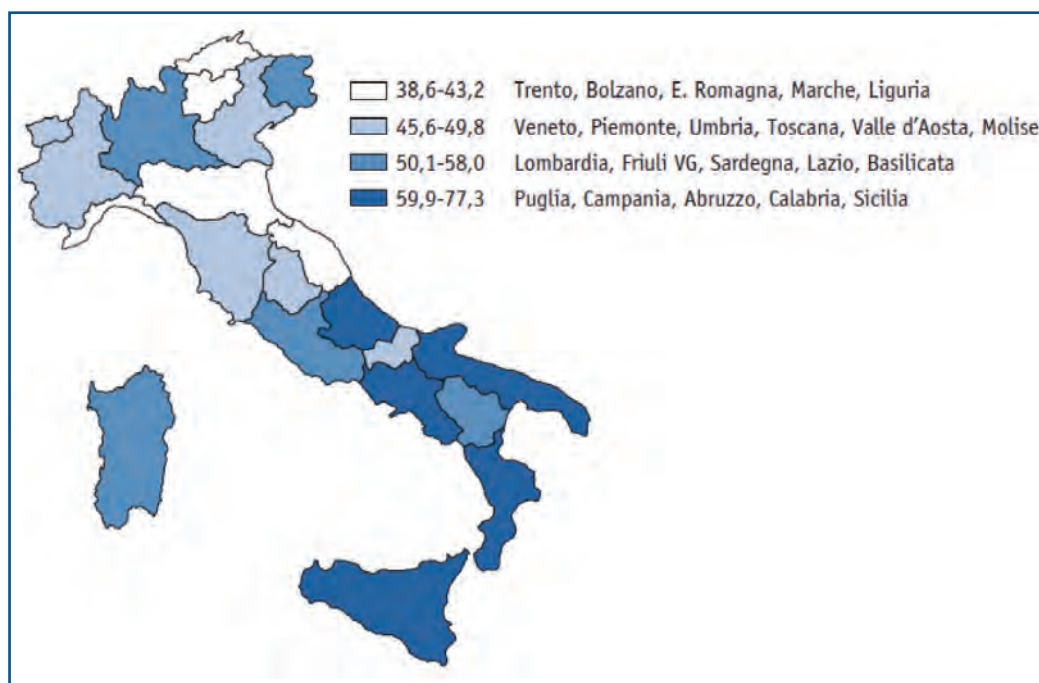 38,6-43,2 Trento, Bolzano, E. Romagna, Marche, Liguria
45,6-49,8 Veneto, Piemonte, Umbria, Toscana, Valle d'Aosta, Molise
50,1-58,0 Lombardia, Friuli VG, Sardegna, Lazio, Basilicata
59,9-77,3 Puglia, Campania, Abruzzo, Calabria, Sicilia